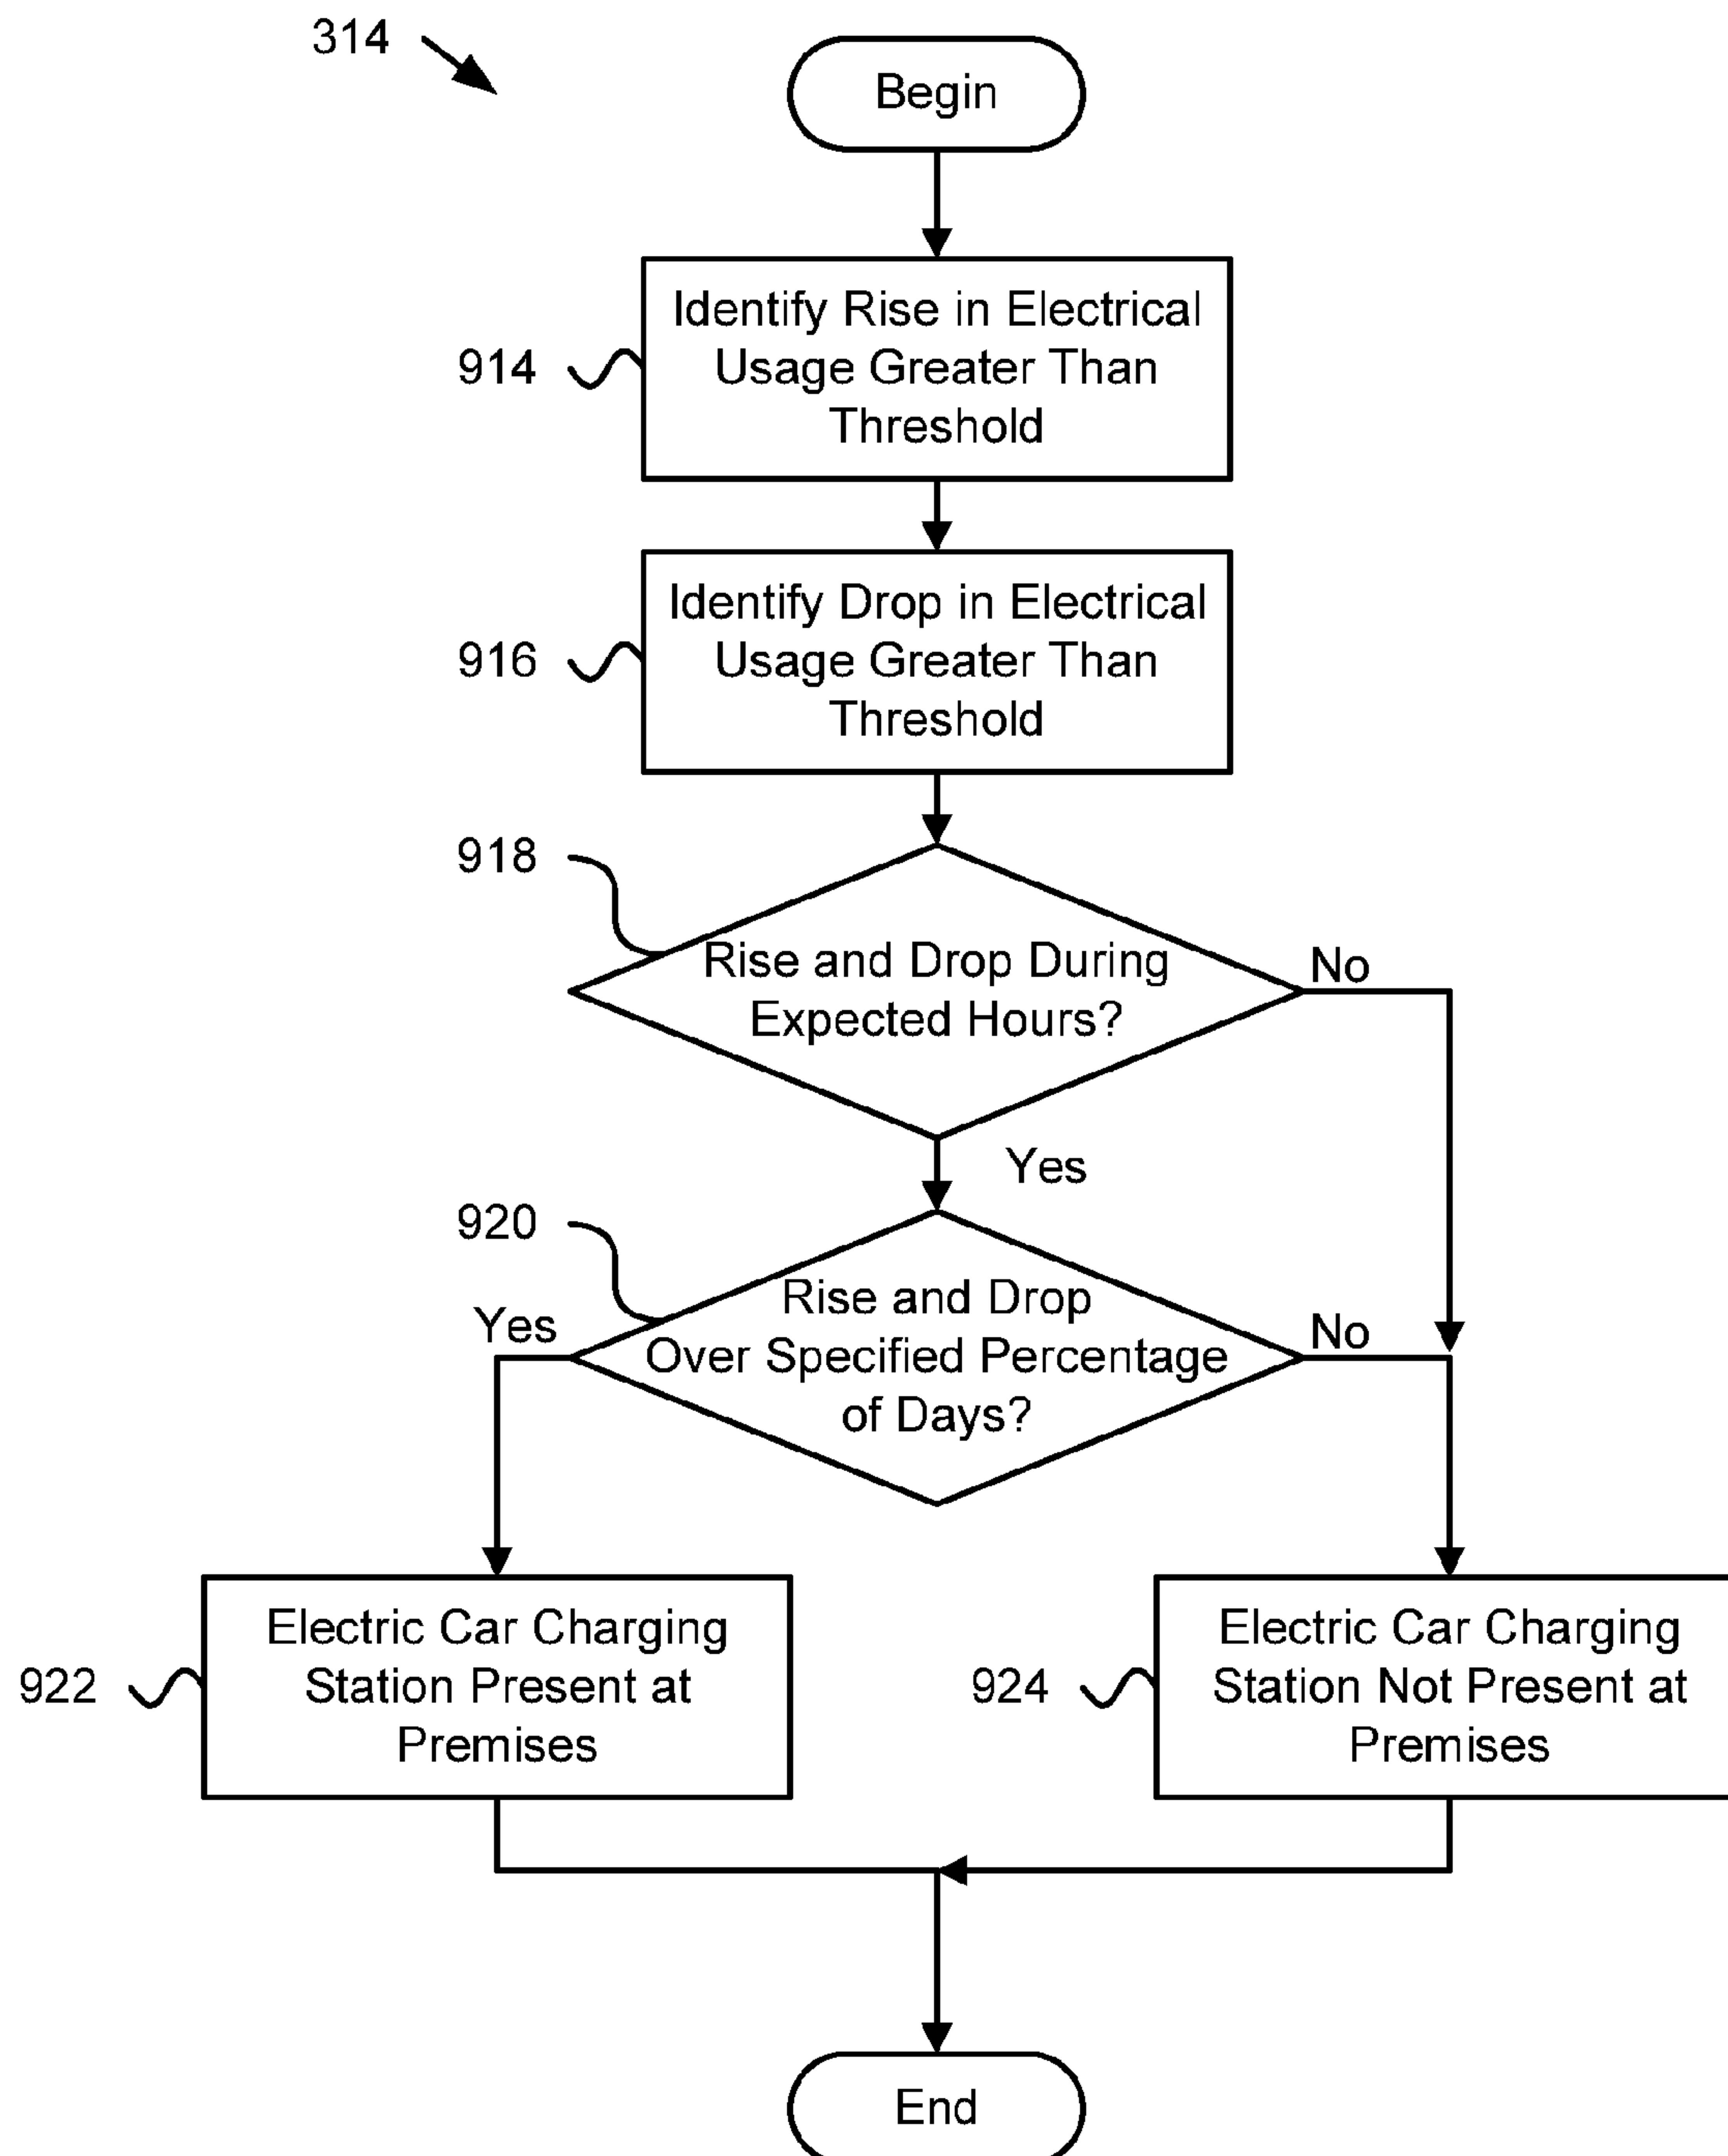 314
Begin
Identify Rise in Electrical
914
Usage Greater Than
Threshold
Identify Drop in Electrical
916
Usage Greater Than
Threshold
918
Rise and Drop During
Expected Hours?
No
Yes
920
Rise and Drop
Over Specified Percentage
of Days?
Yes
No
Electric Car Charging
922
Station Present at
Premises
Electric Car Charging
924
Station Not Present at
Premises
End